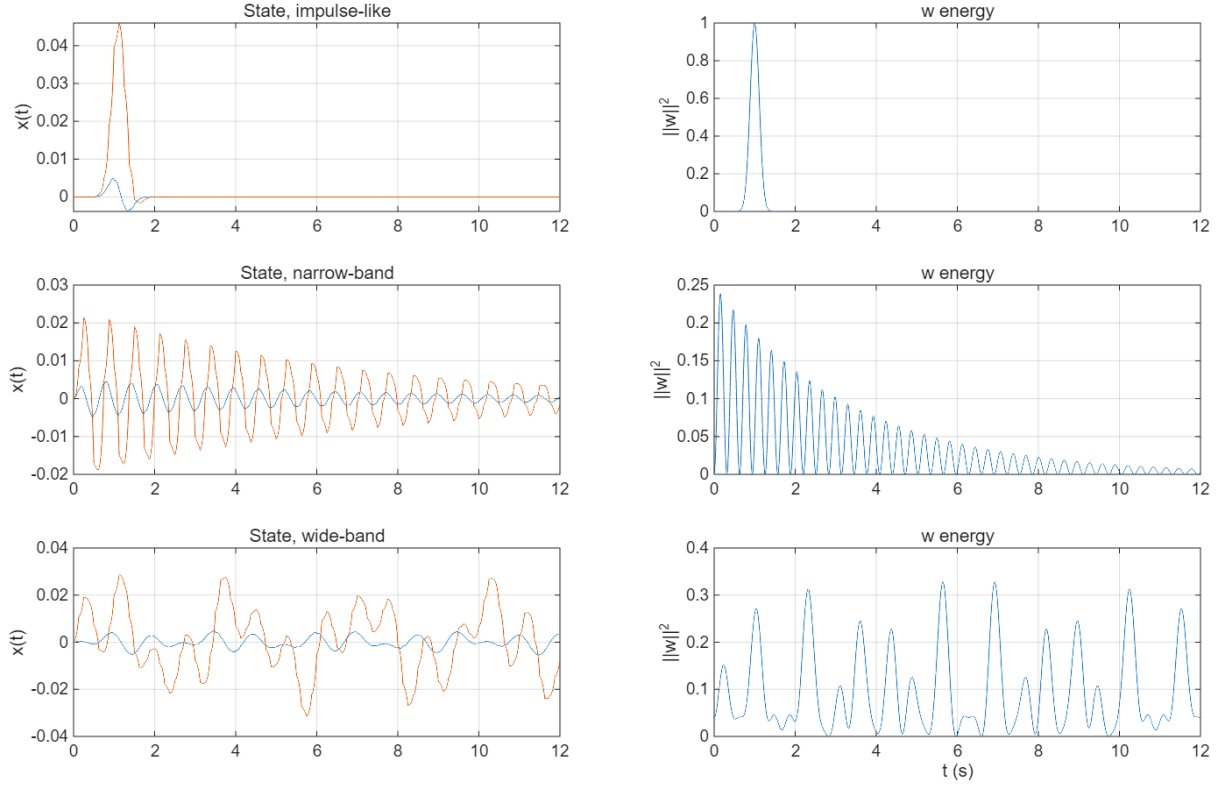 State, impulse-like
x(t)
0.04
0.03
0.02
0.01
0
0 2 4 6 8 10 12
w energy
||w||²
1
0.8
0.6
0.4
0.2
0
0 2 4 6 8 10 12
State, narrow-band
x(t)
0.03
0.02
0.01
0
-0.01
-0.02
0 2 4 6 8 10 12
w energy
||w||²
0.25
0.2
0.15
0.1
0.05
0
0 2 4 6 8 10 12
State, wide-band
x(t)
0.04
0.02
0
-0.02
-0.04
0 2 4 6 8 10 12
w energy
||w||²
0.4
0.3
0.2
0.1
0
0 2 4 6 8 10 12
t (s)